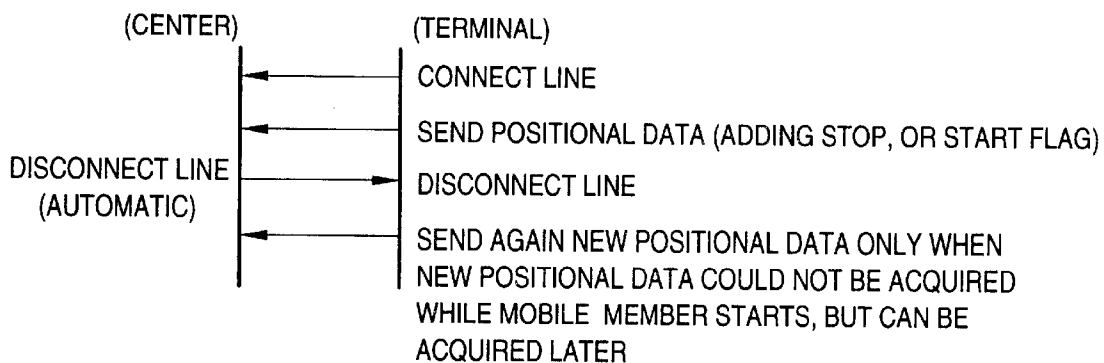 (CENTER)
(TERMINAL)
CONNECT LINE
SEND POSITIONAL DATA (ADDING STOP, OR START FLAG)
DISCONNECT LINE
(AUTOMATIC)
DISCONNECT LINE
SEND AGAIN NEW POSITIONAL DATA ONLY WHEN
NEW POSITIONAL DATA COULD NOT BE ACQUIRED
WHILE MOBILE MEMBER STARTS, BUT CAN BE
ACQUIRED LATER